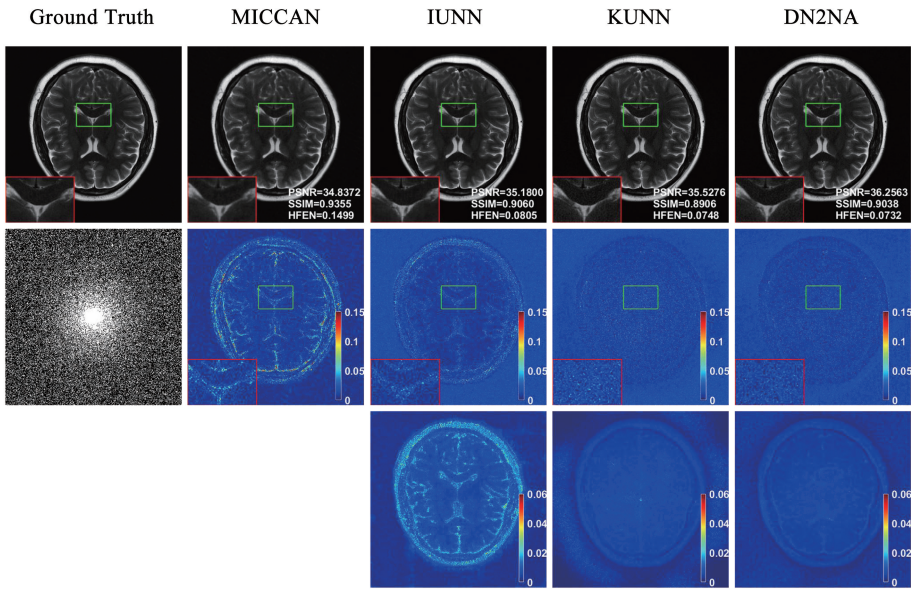 Ground Truth
MICCAN
IUNN
KUNN
DN2NA
PSNR=34.8372
SSIM=0.9355
HFEN=0.1499
PSNR=35.1800
SSIM=0.9060
HFEN=0.0805
PSNR=35.5276
SSIM=0.8906
HFEN=0.0748
PSNR=36.2563
SSIM=0.9038
HFEN=0.0732
0.15
0.1
0.05
0
0.15
0.1
0.05
0
0.15
0.1
0.05
0
0.15
0.1
0.05
0
0.06
0.04
0.02
0
0.06
0.04
0.02
0
0.06
0.04
0.02
0